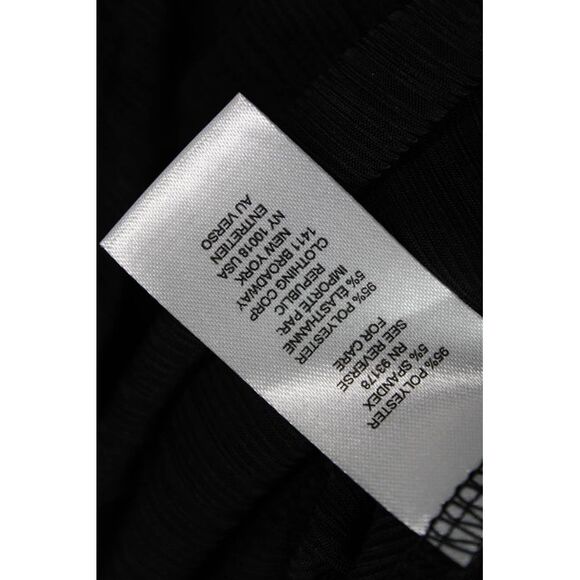 95% POLYESTER
5% SPANDEX
RN 93178
SEE REVERSE
FOR CARE
95% POLYESTER
5% ELASTHANNE
IMPORTE PAR:
REPUBLIC
CLOTHING CORP
1411 BROADWAY
NEW YORK,
NY 10018 USA
ENTRETIEN
AU VERSO